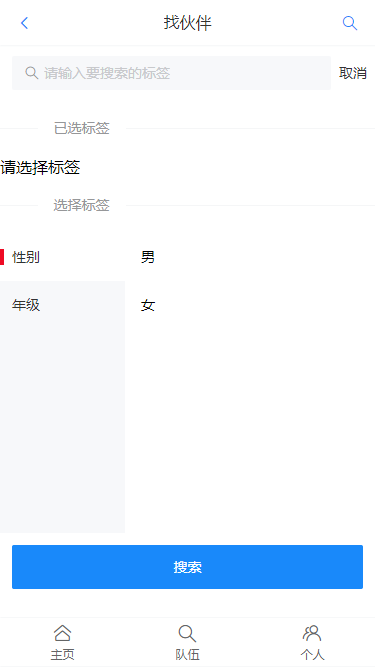 找伙伴
请输入要搜索的标签 取消
已选标签
请选择标签
选择标签
性别 男
年级 女
搜索
主页 队伍 个人